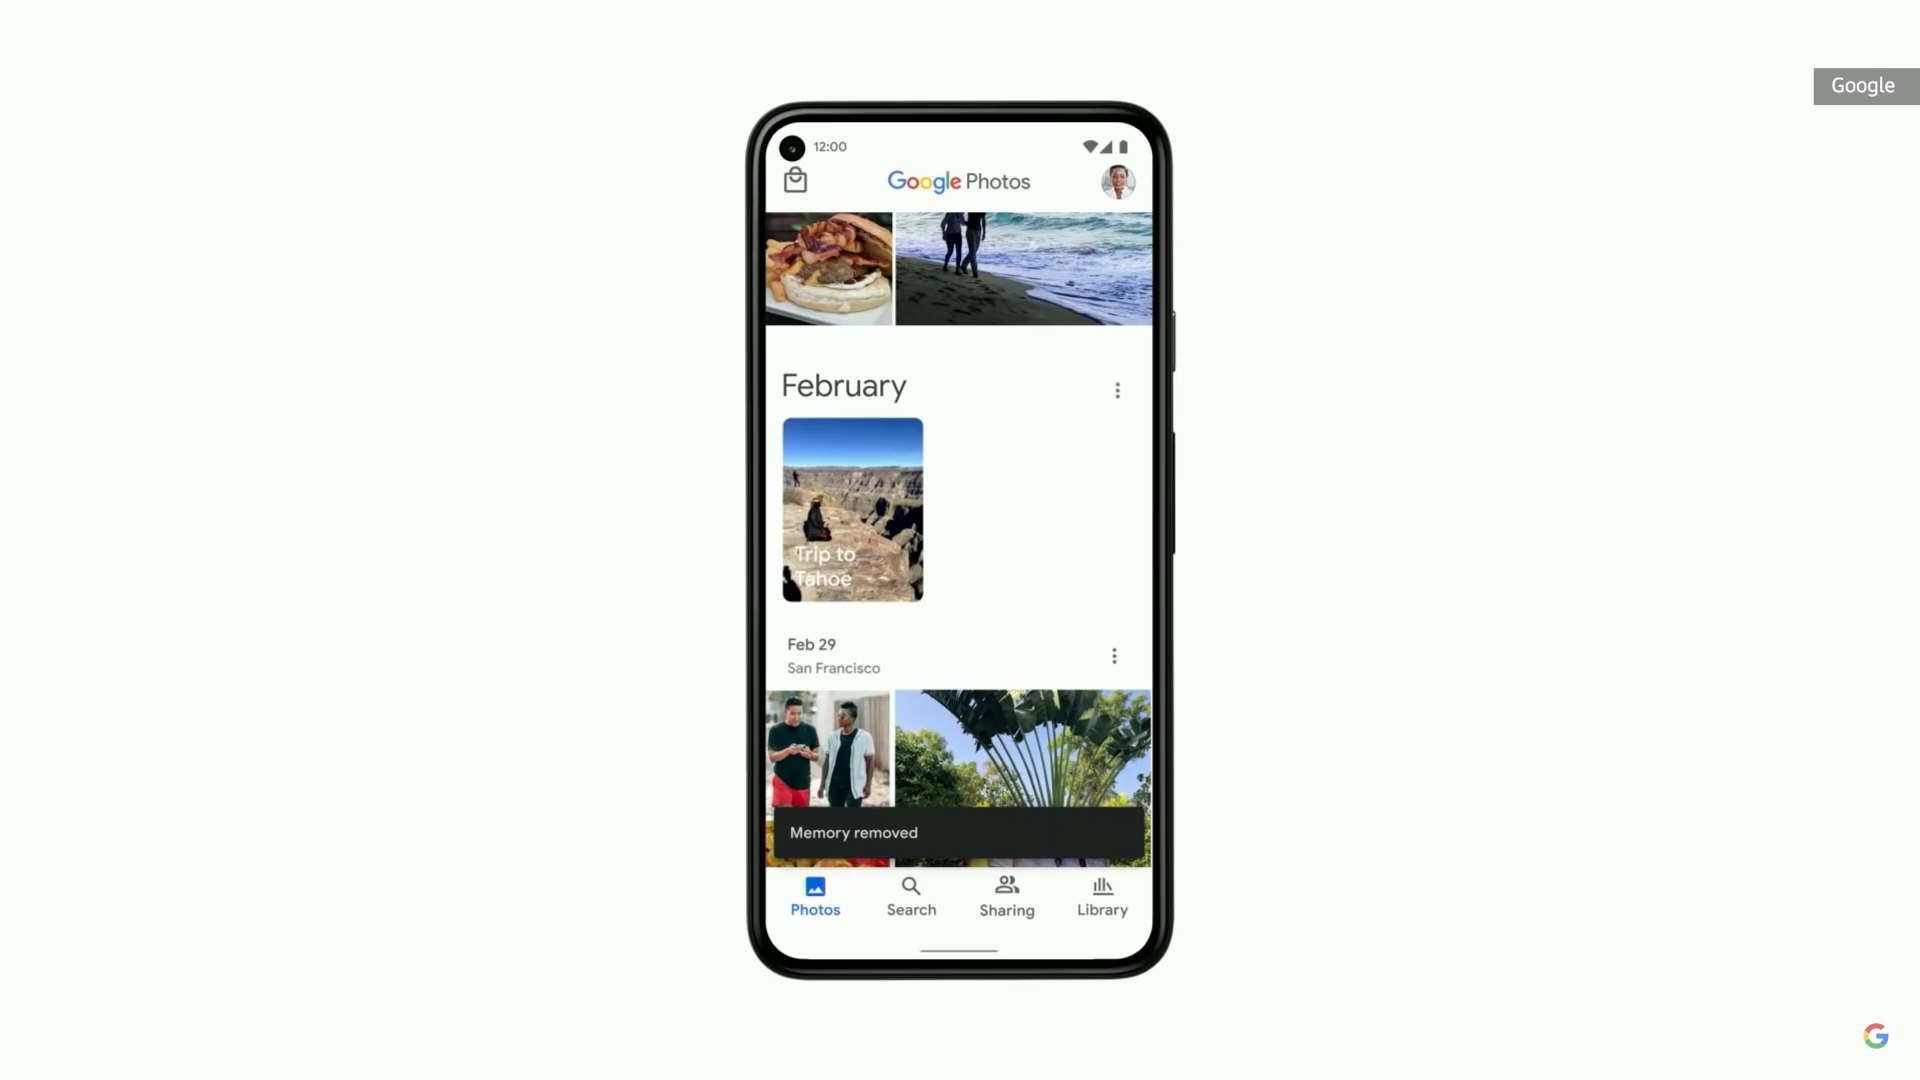 Google
12:00
Google Photos
February
Trip to
Tahoe
Feb 29
San Francisco
Memory removed
Photos
Search
Sharing
Library
G